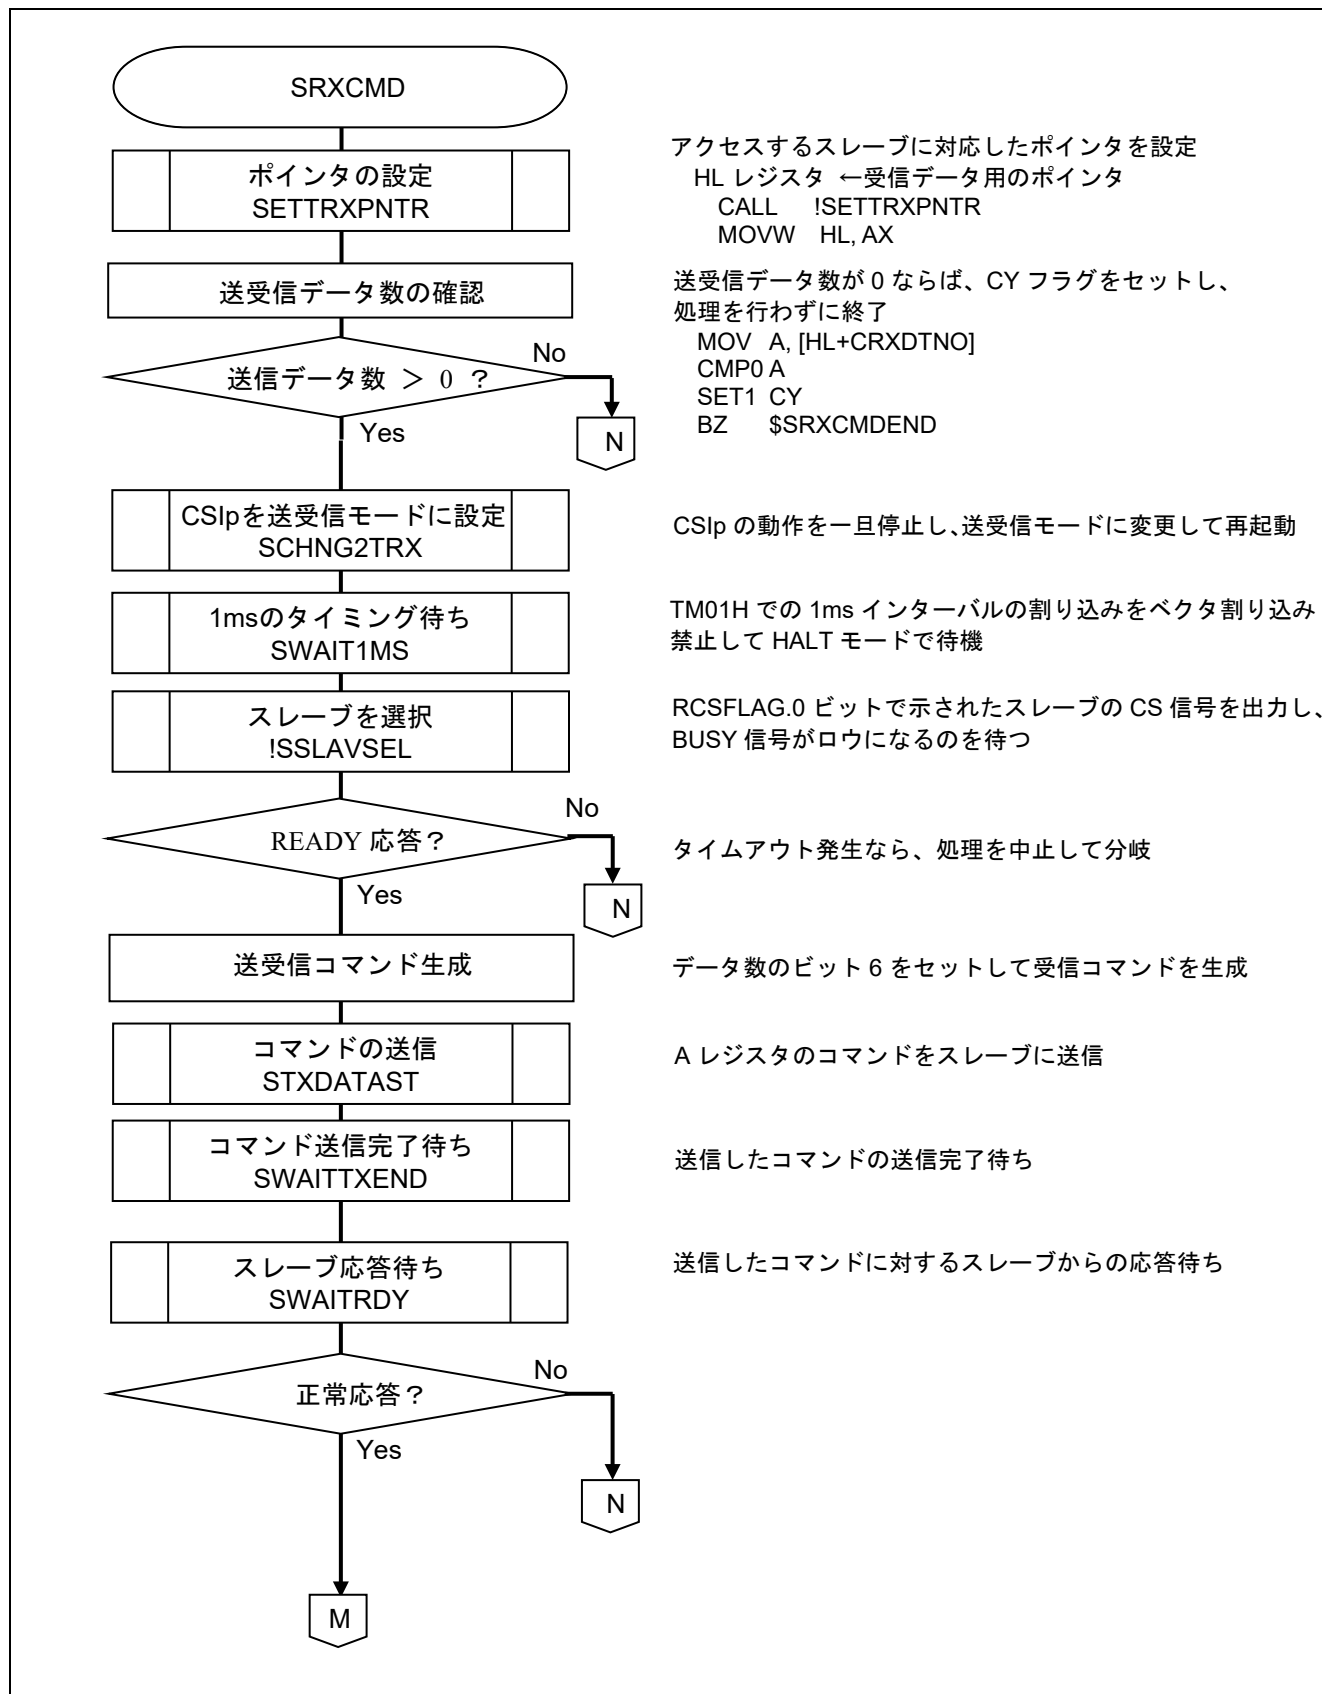 SRXCMD
ポインタの設定
SETTRXPNTR
アクセスするスレーブに対応したポインタを設定
HL レジスタ ←受信データ用のポインタ
CALL !SETTRXPNTR
MOVW HL, AX
送受信データ数の確認
送受信データ数が 0 ならば、CY フラグをセットし、
処理を行わずに終了
MOV A, [HL+CRXDTNO]
CMP0 A
SET1 CY
BZ $SRXCMDEND
送信データ数 ＞ 0 ？
No
Yes
N
CSIpを送受信モードに設定
SCHNG2TRX
CSIp の動作を一旦停止し、送受信モードに変更して再起動
1msのタイミング待ち
SWAIT1MS
TM01H での 1ms インターバルの割り込みをベクタ割り込み
禁止して HALT モードで待機
スレーブを選択
!SSLAVSEL
RCSFLAG.0 ビットで示されたスレーブの CS 信号を出力し、
BUSY 信号がロウになるのを待つ
READY 応答？
No
Yes
N
タイムアウト発生なら、処理を中止して分岐
送受信コマンド生成
データ数のビット 6 をセットして受信コマンドを生成
コマンドの送信
STXDATAST
A レジスタのコマンドをスレーブに送信
コマンド送信完了待ち
SWAITTXEND
送信したコマンドの送信完了待ち
スレーブ応答待ち
SWAITRDY
送信したコマンドに対するスレーブからの応答待ち
正常応答？
No
Yes
N
M